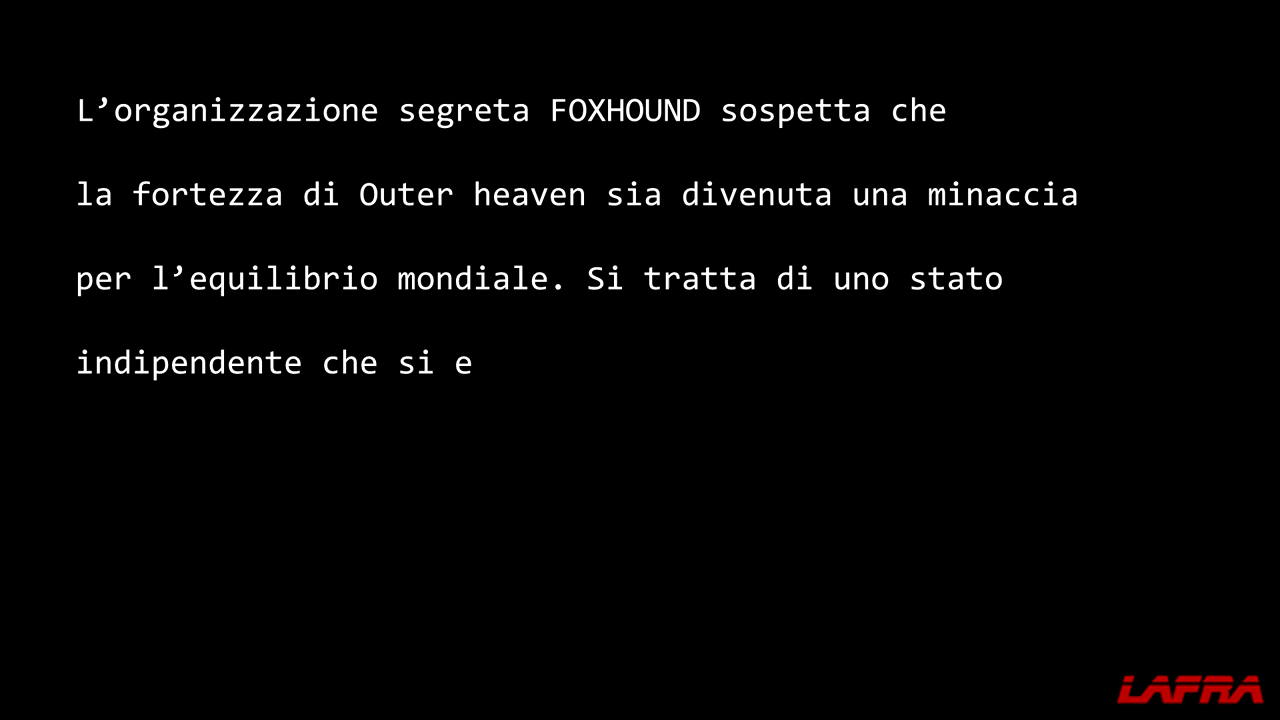 L’organizzazione segreta FOXHOUND sospetta che
la fortezza di Outer heaven sia divenuta una minaccia
per l’equilibrio mondiale. Si tratta di uno stato
indipendente che si e
LAFRA